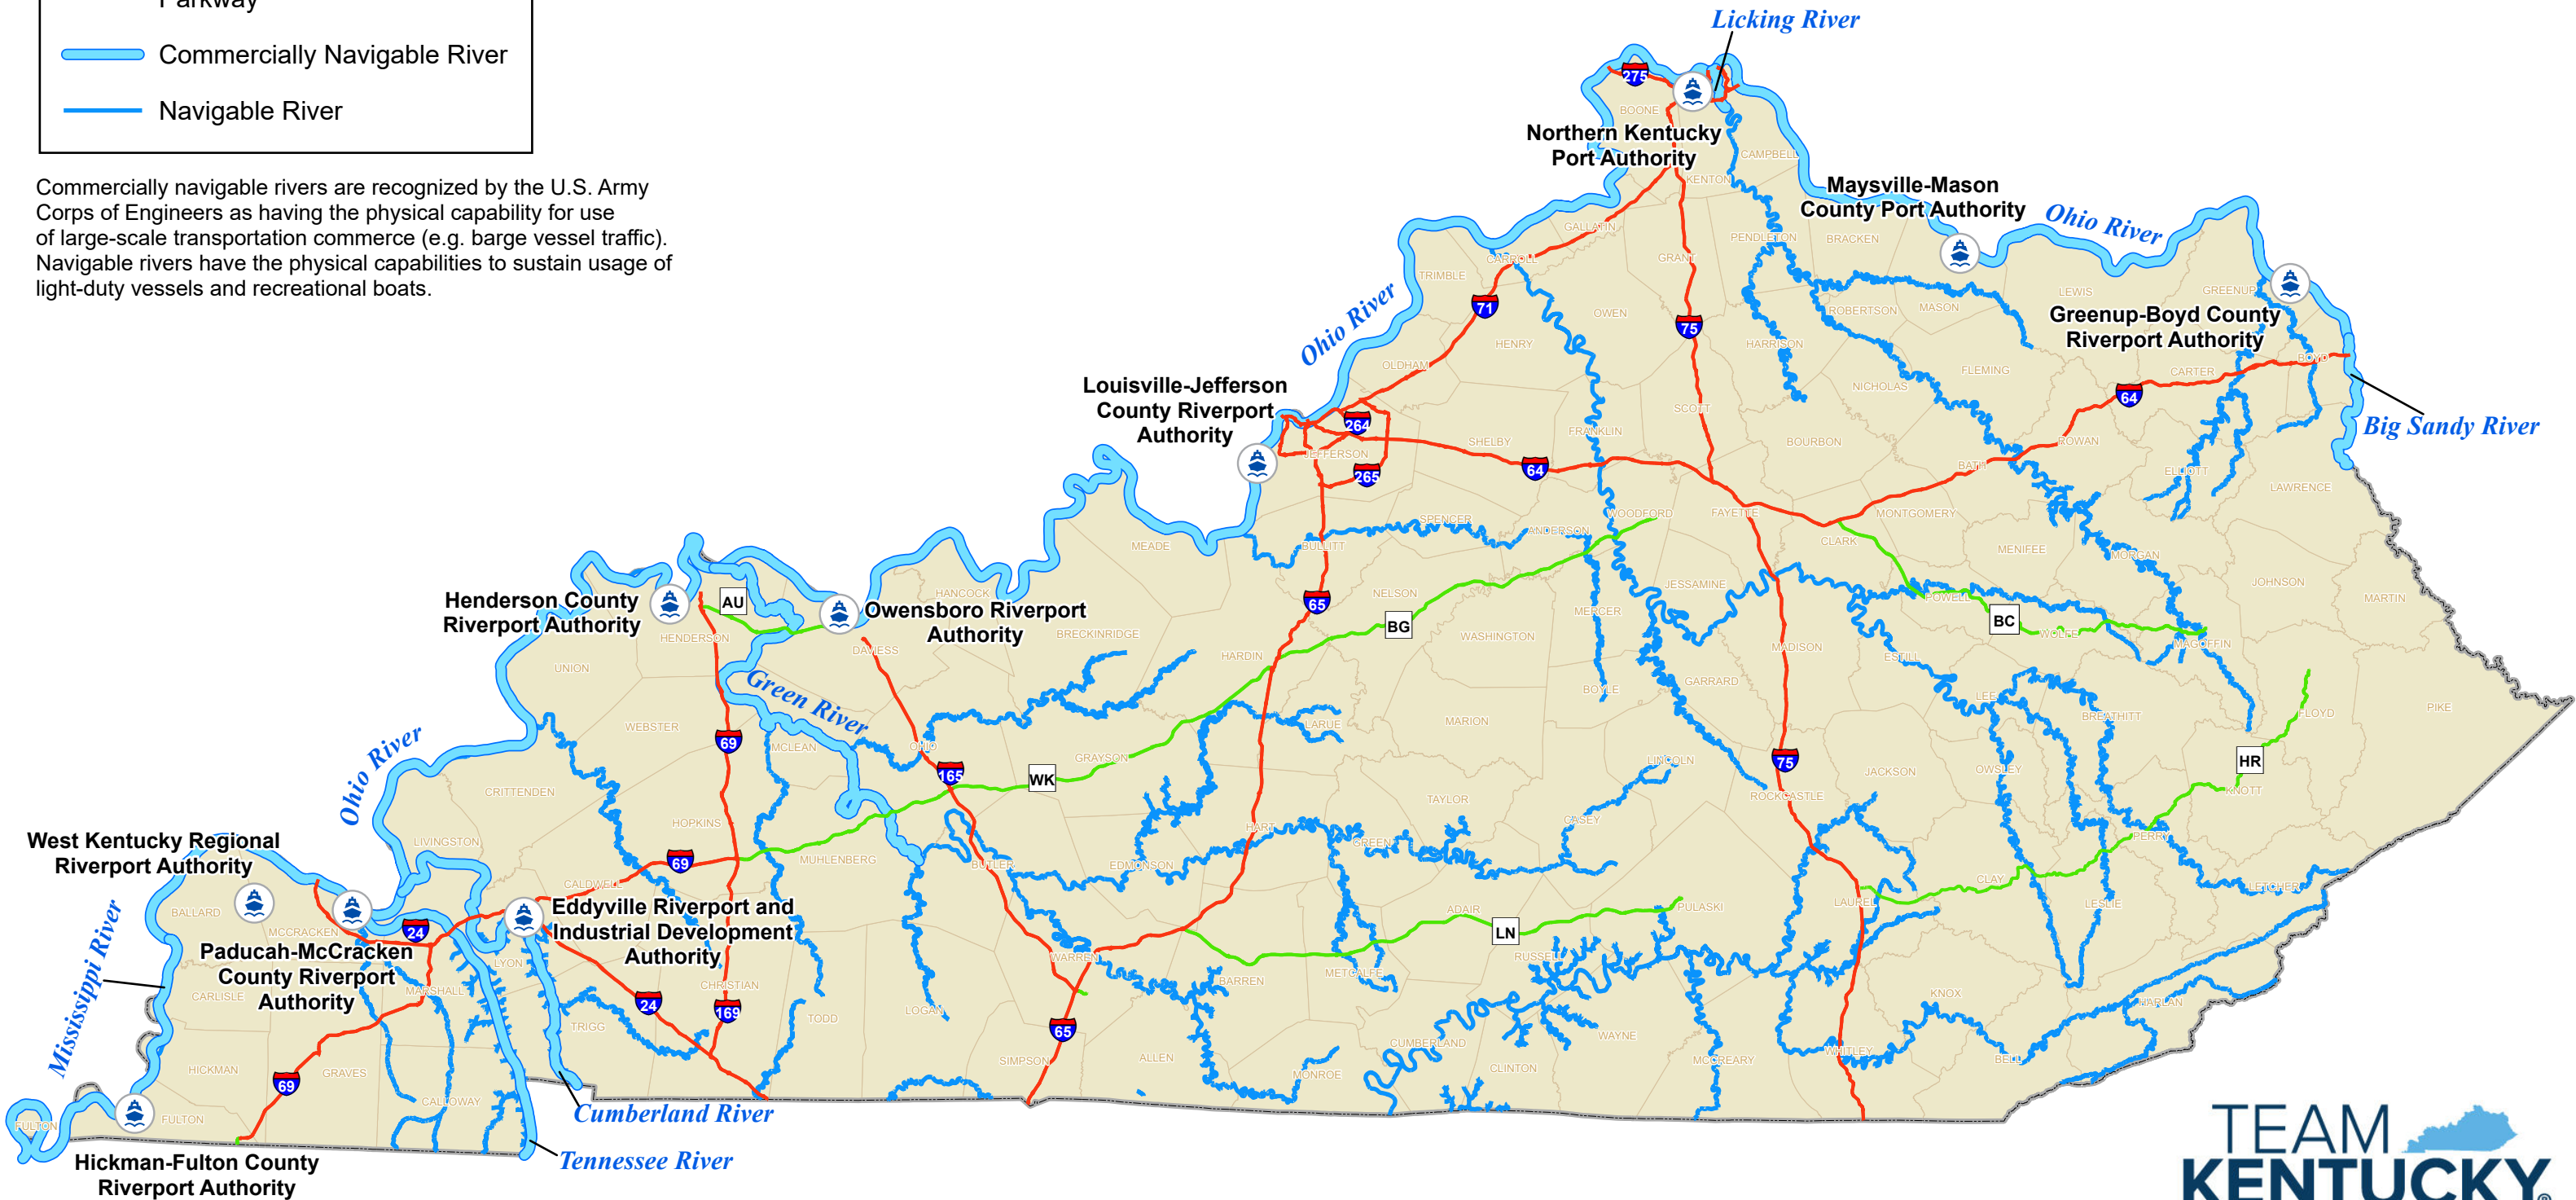 Parkway
Commercially Navigable River
Navigable River
Commercially navigable rivers are recognized by the U.S. Army
Corps of Engineers as having the physical capability for use
of large-scale transportation commerce (e.g. barge vessel traffic).
Navigable rivers have the physical capabilities to sustain usage of
light-duty vessels and recreational boats.
Licking River
275
BOONE
Northern Kentucky
Port Authority
CAMPBELL
KENTON
Maysville-Mason
County Port Authority
Ohio River
GALLATIN
CARROLL
TRIMBLE
GRANT
PENDLETON
BRACKEN
LEWIS
GREENUP
71
75
OWEN
ROBERTSON
MASON
Greenup-Boyd County
Riverport Authority
Ohio River
HENRY
HARRISON
OLDHAM
NICHOLAS
FLEMING
CARTER
BOYD
64
Louisville-Jefferson
County Riverport
Authority
264
SCOTT
SHELBY
FRANKLIN
BOURBON
ROWAN
Big Sandy River
JEFFERSON
265
64
BATH
ELLIOTT
LAWRENCE
SPENCER
ANDERSON
WOODFORD
FAYETTE
MONTGOMERY
MEADE
BULLITT
CLARK
MENIFEE
MORGAN
JOHNSON
MARTIN
HANCOCK
NELSON
JESSAMINE
POWELL
Henderson County
Riverport Authority
AU
Owensboro Riverport
Authority
65
BG
MERCER
BC
WOLFE
MAGOFFIN
HENDERSON
BRECKINRIDGE
WASHINGTON
DAVIESS
HARDIN
MADISON
ESTILL
UNION
Green River
BOYLE
GARRARD
LEE
BREATHITT
FLOYD
PIKE
WEBSTER
69
MCLEAN
OHIO
LARUE
MARION
Ohio River
165
WK
GRAYSON
LINCOLN
75
JACKSON
OWSLEY
HR
KNOTT
CRITTENDEN
TAYLOR
ROCKCASTLE
HOPKINS
HART
CASEY
PERRY
LIVINGSTON
GREEN
West Kentucky Regional
Riverport Authority
69
MUHLENBERG
BUTLER
EDMONSON
CALDWELL
CLAY
LETCHER
BALLARD
Eddyville Riverport and
Industrial Development
Authority
ADAIR
PULASKI
LAUREL
LESLIE
Mississippi River
MCCRACKEN
24
LN
Paducah-McCracken
County Riverport
Authority
LYON
WARREN
RUSSELL
METCALFE
BARREN
CARLISLE
MARSHALL
CHRISTIAN
KNOX
HARLAN
24
169
TODD
LOGAN
TRIGG
65
WAYNE
CUMBERLAND
WHITLEY
BELL
SIMPSON
ALLEN
MCCREARY
HICKMAN
69
GRAVES
CLINTON
MONROE
CALLOWAY
Cumberland River
FULTON
FULTON
Tennessee River
Hickman-Fulton County
Riverport Authority
TEAM
KENTUCKY®